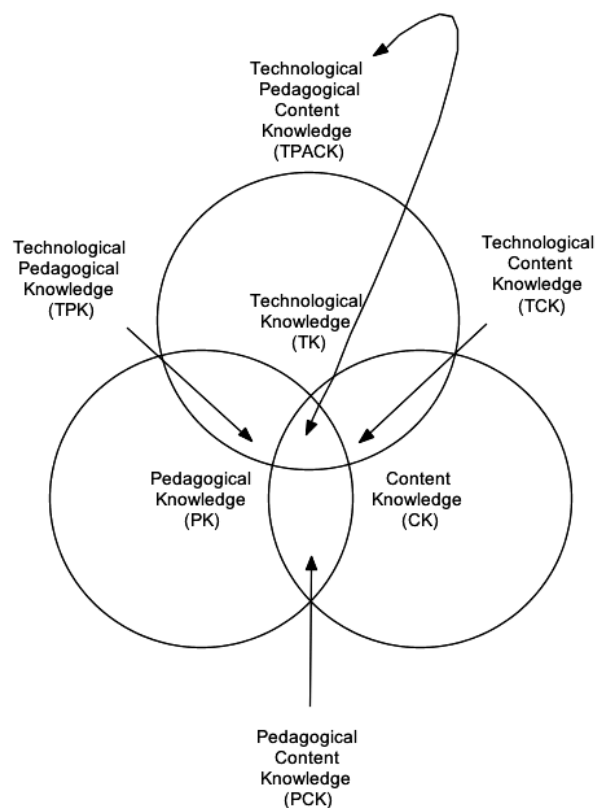 Technological
Pedagogical
Content
Knowledge
(TPACK)
Technological
Pedagogical
Knowledge
(TPK)
Technological
Content
Knowledge
(TCK)
Technological
Knowledge
(TK)
Pedagogical
Knowledge
(PK)
Content
Knowledge
(CK)
Pedagogical
Content
Knowledge
(PCK)